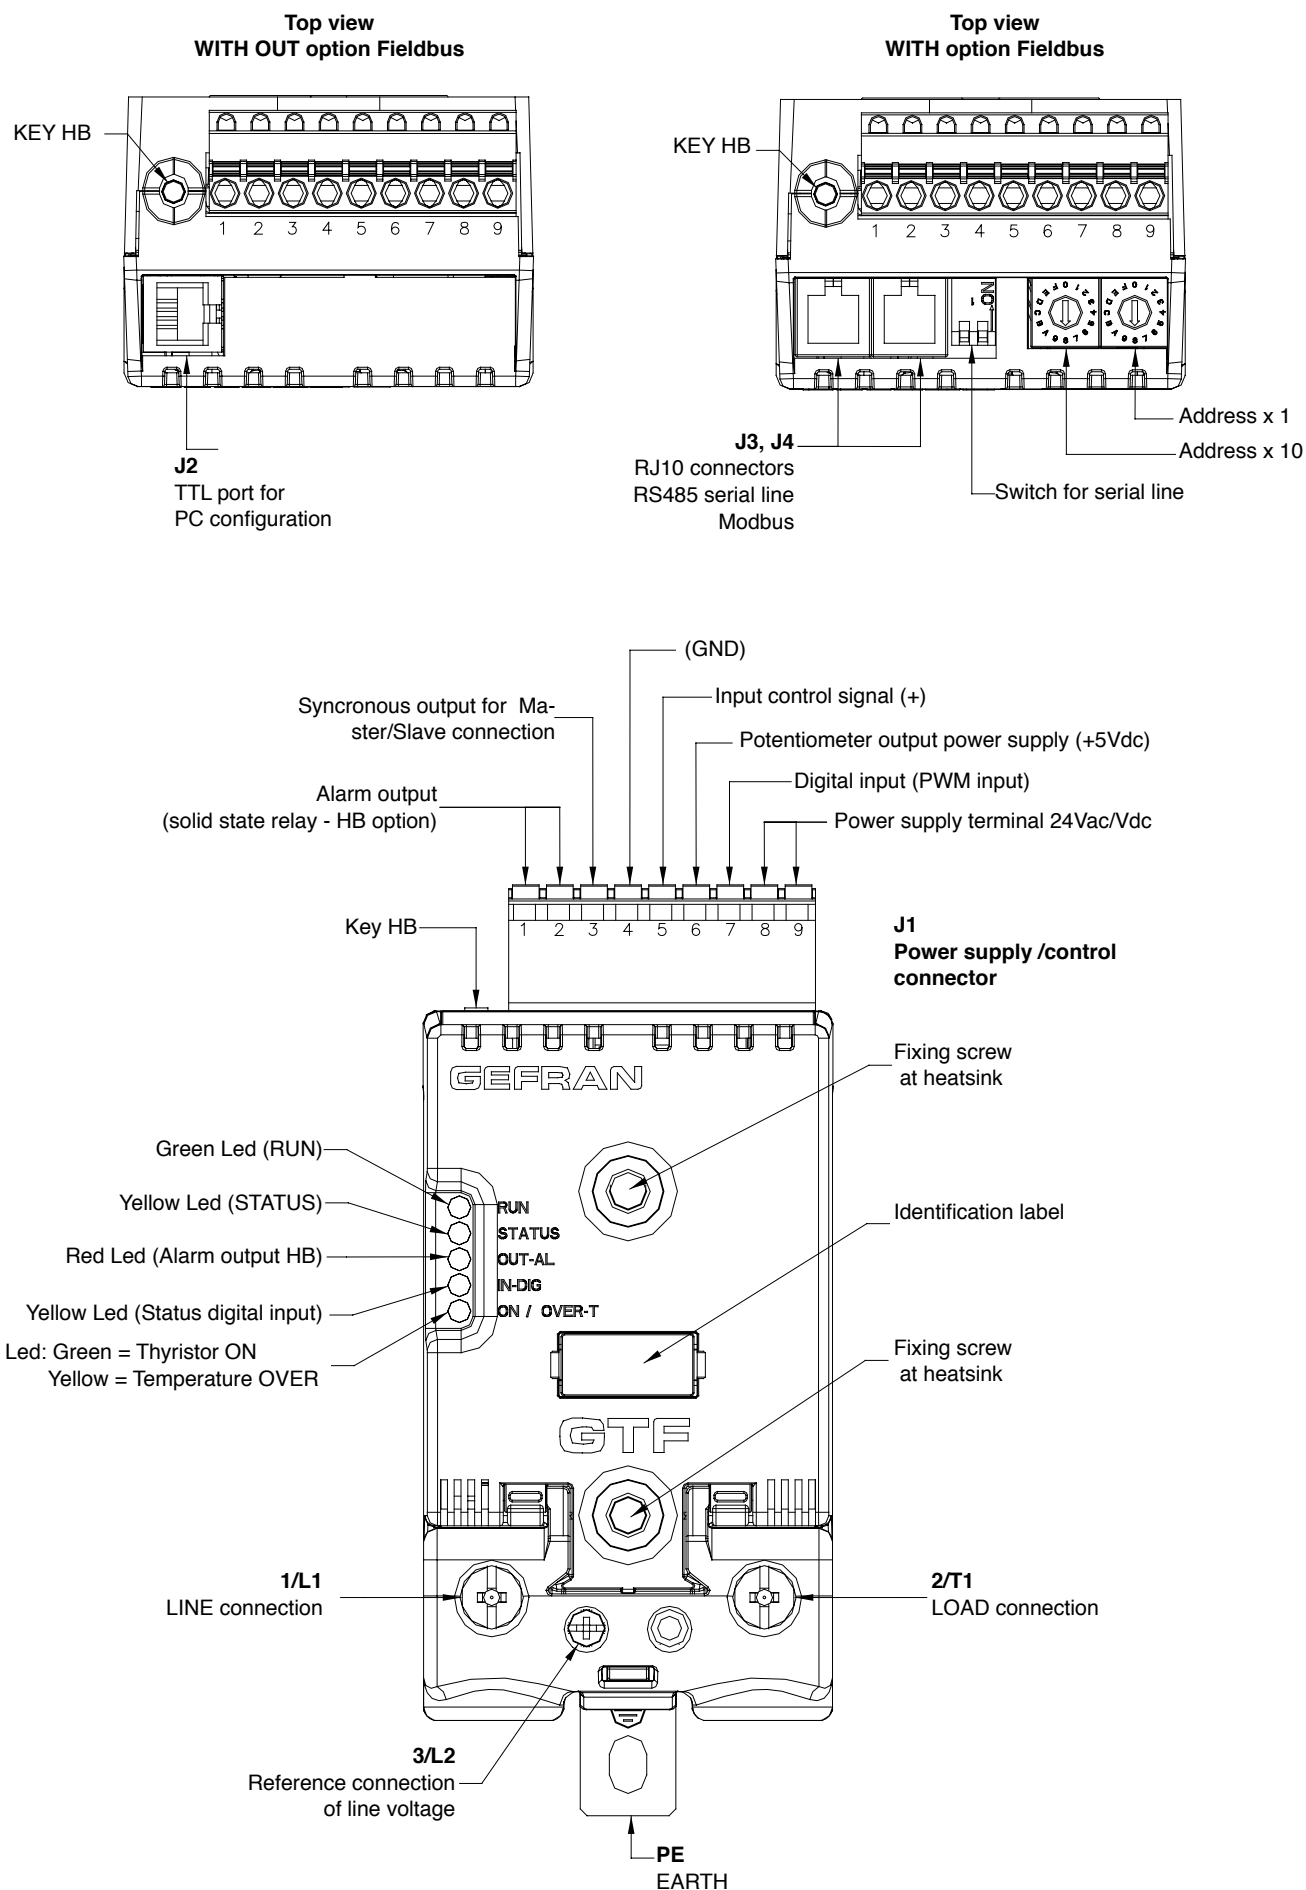 Top view
WITH OUT option Fieldbus
Top view
WITH option Fieldbus
KEY HB
1 2 3 4 5 6 7 8 9
J2
TTL port for
PC configuration
KEY HB
1 2 3 4 5 6 7 8 9
ON
1
J3, J4
RJ10 connectors
RS485 serial line
Modbus
Address x 1
Address x 10
Switch for serial line
(GND)
Syncronous output for Ma-
ster/Slave connection
Input control signal (+)
Potentiometer output power supply (+5Vdc)
Digital input (PWM input)
Alarm output
(solid state relay - HB option)
Power supply terminal 24Vac/Vdc
Key HB
1 2 3 4 5 6 7 8 9
J1
Power supply /control
connector
GEFRAN
Fixing screw
at heatsink
Green Led (RUN)
Yellow Led (STATUS)
Red Led (Alarm output HB)
Yellow Led (Status digital input)
Led: Green = Thyristor ON
Yellow = Temperature OVER
RUN
STATUS
OUT-AL
IN-DIG
ON / OVER-T
Identification label
Fixing screw
at heatsink
GTF
1/L1
LINE connection
2/T1
LOAD connection
3/L2
Reference connection
of line voltage
PE
EARTH